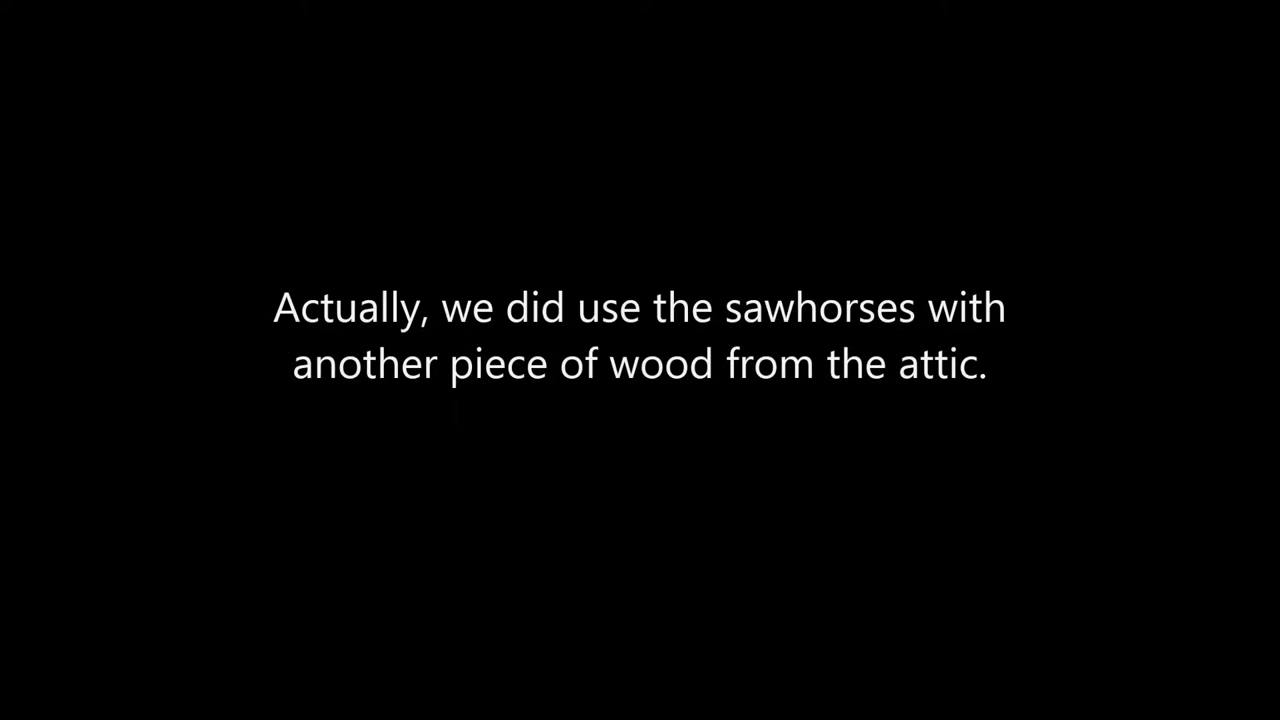 Actually, we did use the sawhorses with
another piece of wood from the attic.